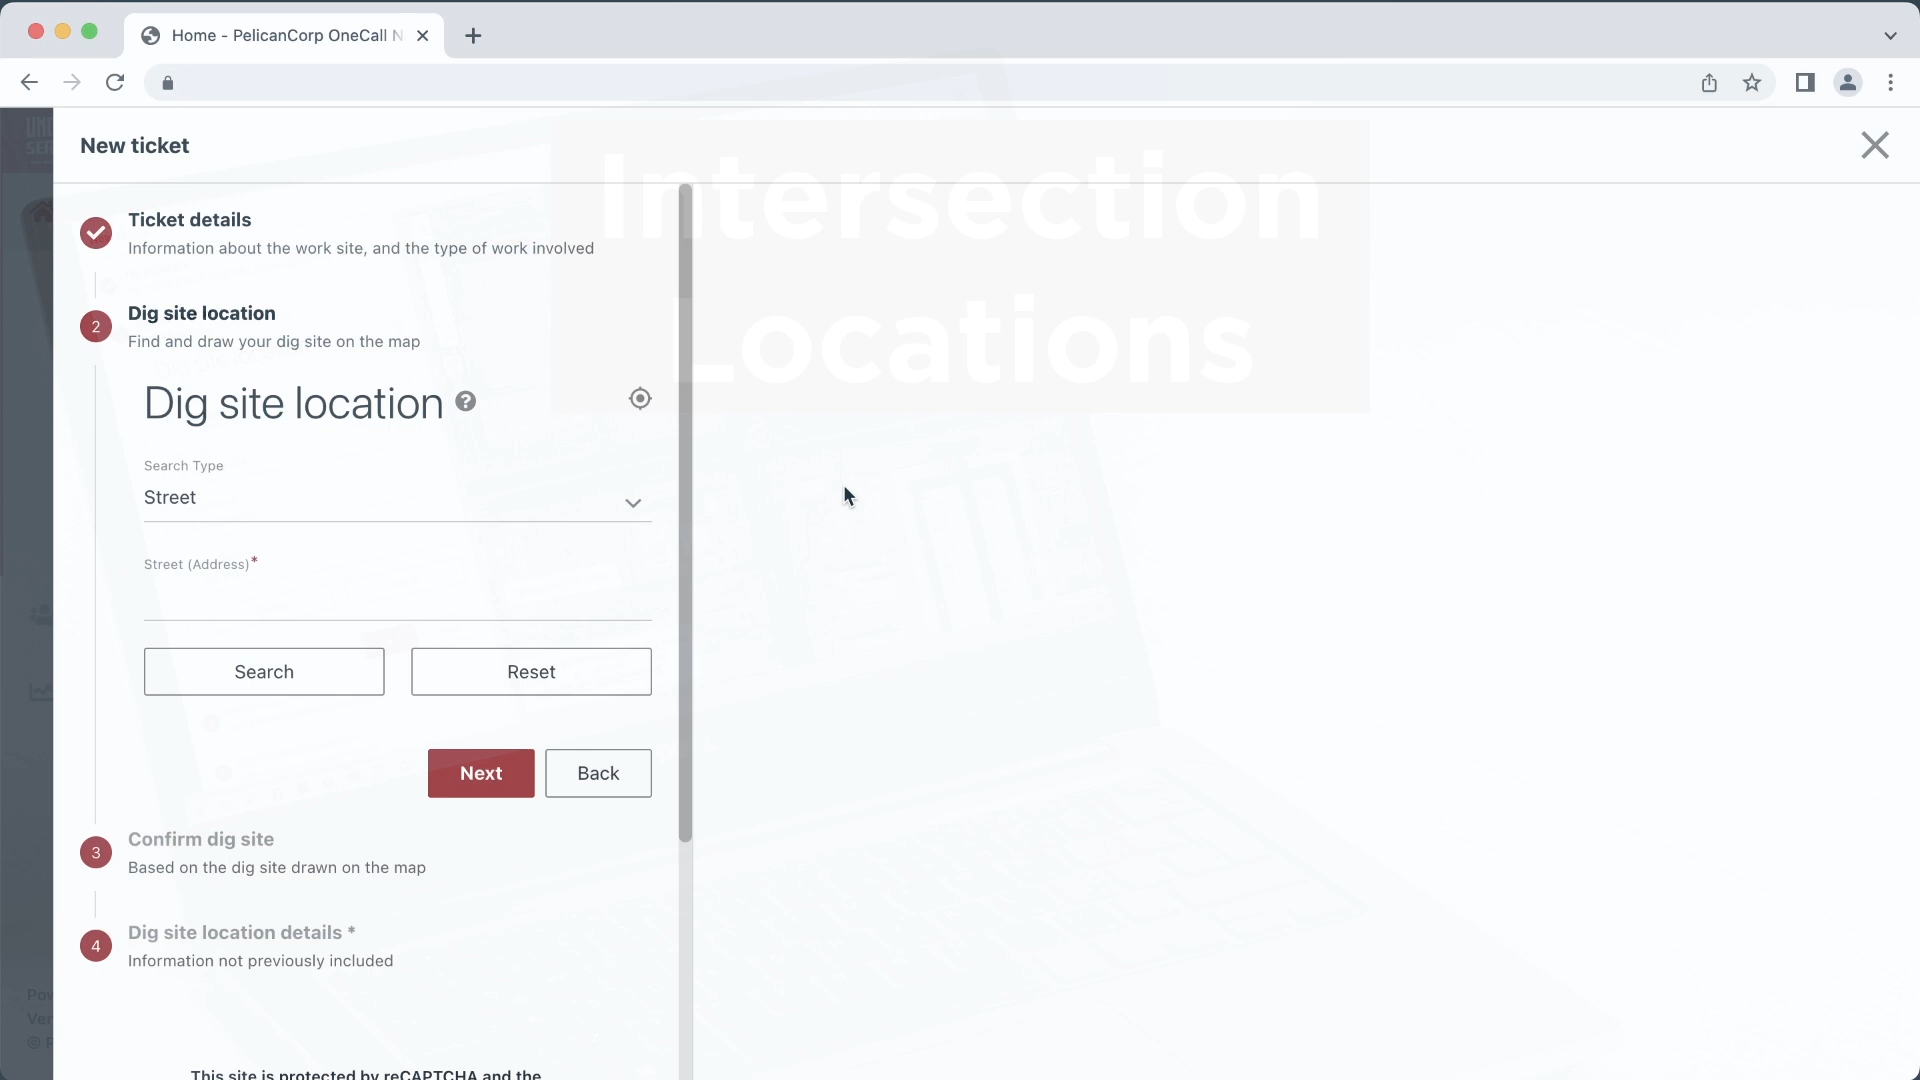 Home - PelicanCorp OneCall N
New ticket
Intersection
Locations
Ticket details
Information about the work site, and the type of work involved
2
Dig site location
Find and draw your dig site on the map
Dig site location ?
Search Type
Street
Street (Address)*
Search
Reset
Next
Back
3
Confirm dig site
Based on the dig site drawn on the map
4
Dig site location details *
Information not previously included
This site is protected by reCAPTCHA and the